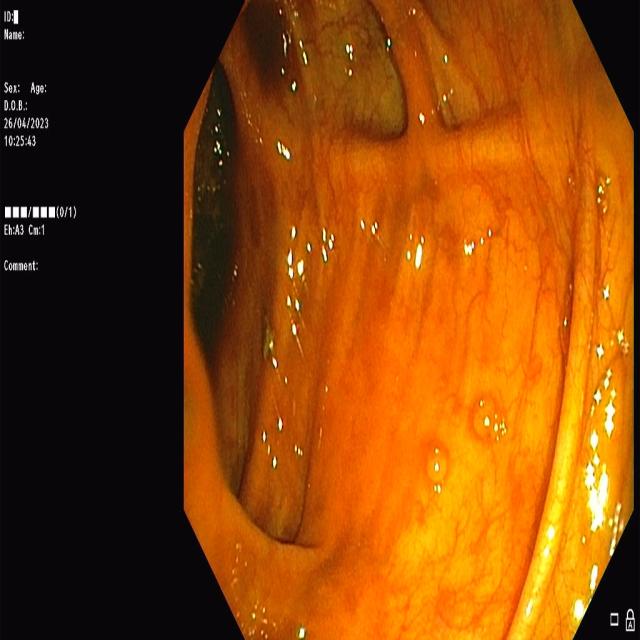 ID:
Name:
Sex: Age:
D.O.B.:
26/04/2023
10:25:43
■■■/■■■(0/1)
Eh:A3 Cm:1
Comment:
A